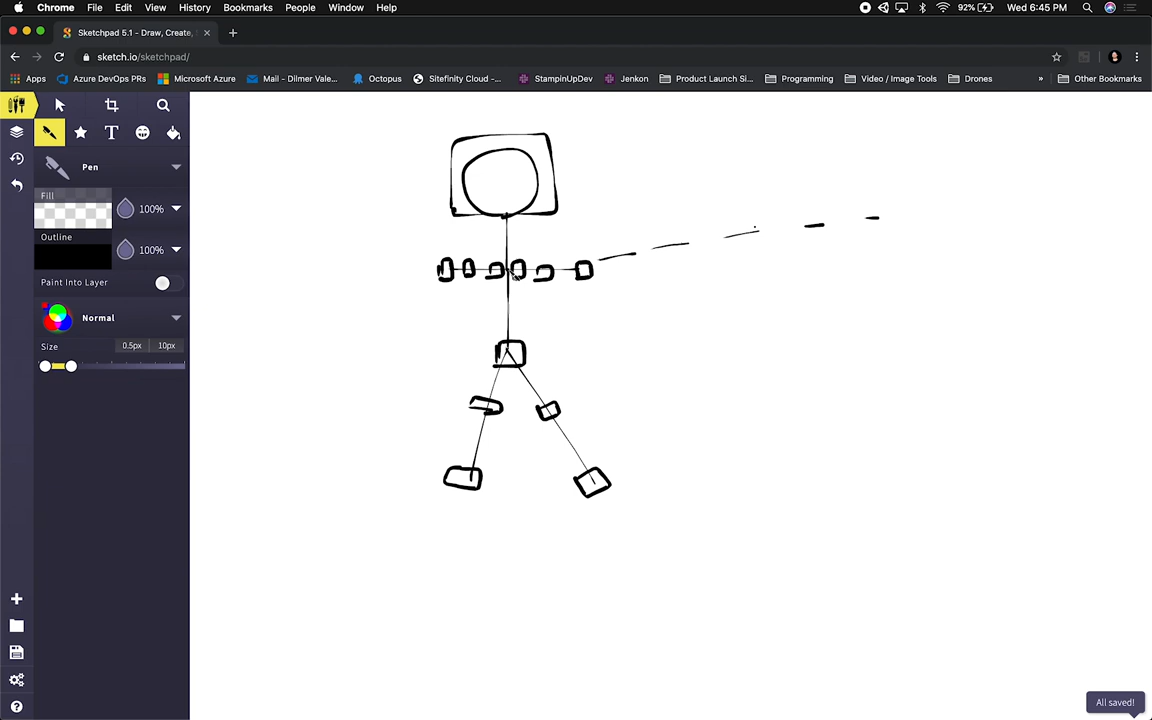 Chrome File Edit View History Bookmarks People Window Help 92% Wed 6:45 PM
Sketchpad 5.1 - Draw, Create,
sketch.io/sketchpad/
Apps Azure DevOps PRs Microsoft Azure Mail - Dilmer Vale... Octopus Sitefinity Cloud -... StampinUpDev Jenkon Product Launch Si... Programming Video / Image Tools Drones » Other Bookmarks
T
Pen
Fill
100%
Outline
100%
Paint Into Layer
Normal
Size 0.5px 10px
All saved!